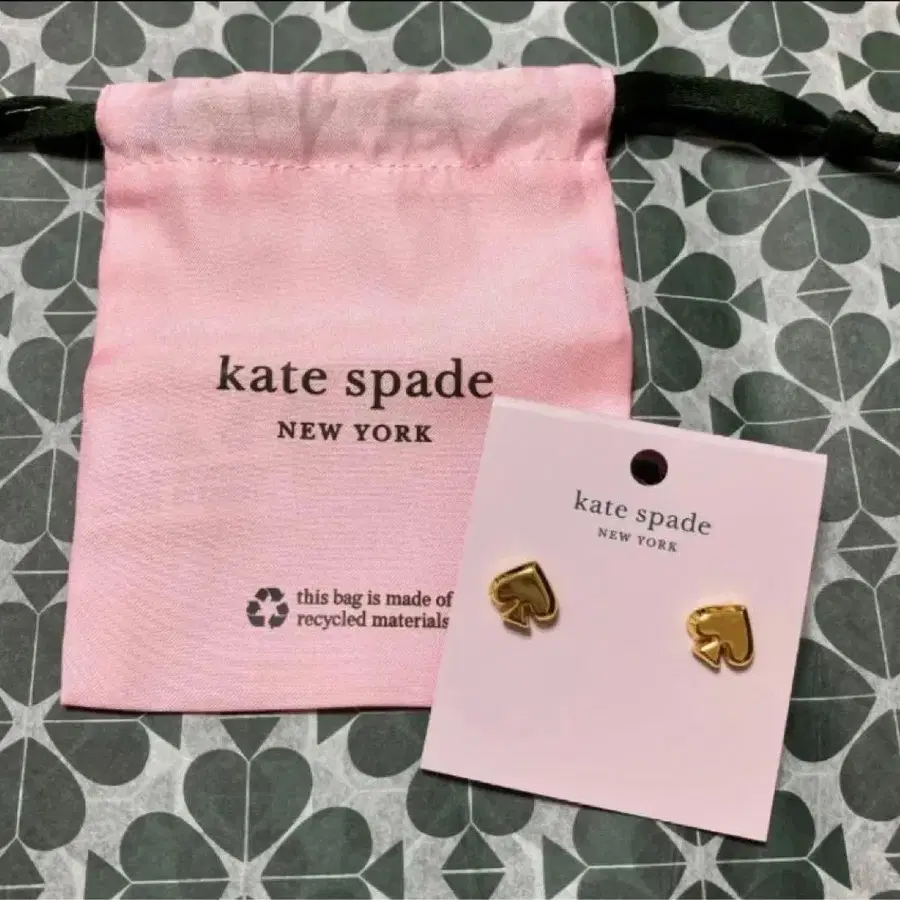 kate spade
NEW YORK
this bag is made of
recycled materials
kate spade
NEW YORK